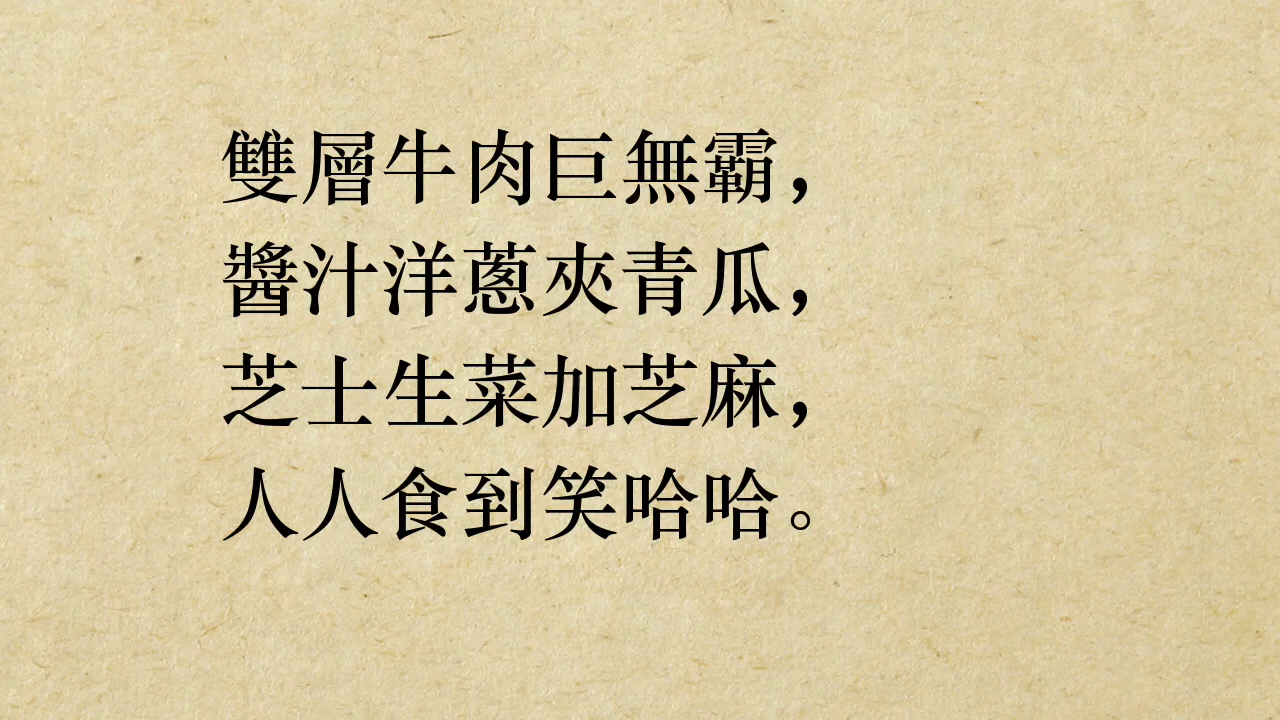 雙層牛肉巨無霸，
醬汁洋蔥夾青瓜，
芝士生菜加芝麻，
人人食到笑哈哈。